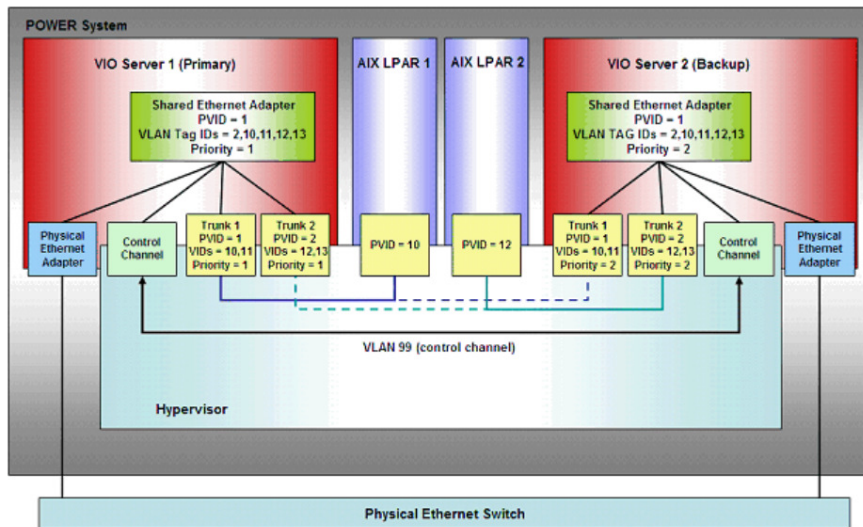 POWER System
VIO Server 1 (Primary)
AIX LPAR 1
AIX LPAR 2
VIO Server 2 (Backup)
Shared Ethernet Adapter
PVID = 1
VLAN Tag IDs = 2,10,11,12,13
Priority = 1
Shared Ethernet Adapter
PVID = 1
VLAN TAG IDs = 2,10,11,12,13
Priority = 2
Physical
Ethernet
Adapter
Control
Channel
Trunk 1
PVID = 1
VIDs = 10,11
Priority = 1
Trunk 2
PVID = 2
VIDs = 12,13
Priority = 1
PVID = 10
PVID = 12
Trunk 1
PVID = 1
VIDs = 10,11
Priority = 2
Trunk 2
PVID = 2
VIDs = 12,13
Priority = 2
Control
Channel
Physical
Ethernet
Adapter
VLAN 99 (control channel)
Hypervisor
Physical Ethernet Switch